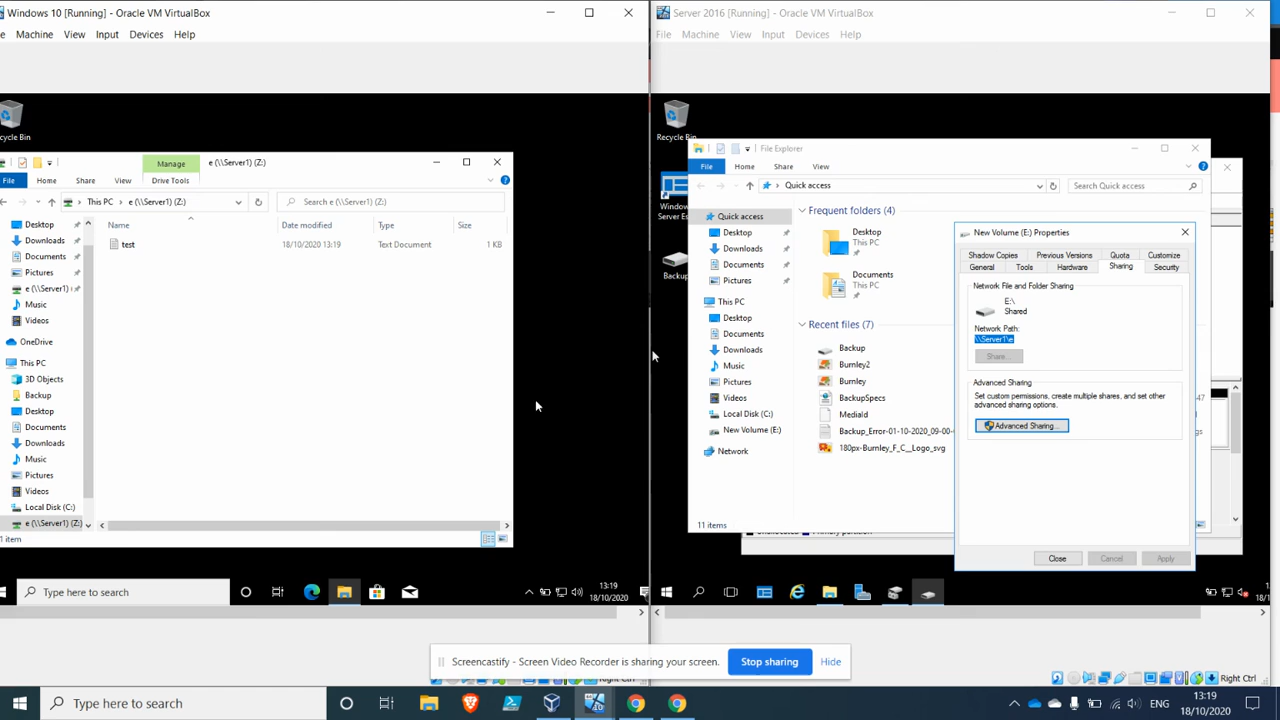 Windows 10 [Running] - Oracle VM VirtualBox
Machine View Input Devices Help
Recycle Bin
Manage e (\\Server1) (Z:)
File Home Share View Drive Tools
This PC › e (\\Server1) (Z:)
Search e (\\Server1) (Z:)
Name Date modified Type Size
test 18/10/2020 13:19 Text Document 1 KB
Desktop
Downloads
Documents
Pictures
e (\\Server1)
Music
Videos
OneDrive
This PC
3D Objects
Backup
Desktop
Documents
Downloads
Music
Pictures
Videos
Local Disk (C:)
e (\\Server1) (Z:)
1 item
Type here to search
13:19
18/10/2020
Server 2016 [Running] - Oracle VM VirtualBox
File Machine View Input Devices Help
Recycle Bin
Window
Server Es
Backup
File Explorer
File Home Share View
Quick access
Search Quick access
Quick access
Desktop
Downloads
Documents
Pictures
This PC
Desktop
Documents
Downloads
Music
Pictures
Videos
Local Disk (C:)
New Volume (E:)
Network
11 items
Frequent folders (4)
Desktop
This PC
Documents
This PC
Recent files (7)
Backup
Burnley2
Burnley
BackupSpecs
MediaId
Backup_Error-01-10-2020_09-00-
180px-Burnley_F_C__Logo_svg
New Volume (E:) Properties
Shadow Copies Previous Versions Quota Customize
General Tools Hardware Sharing Security
Network File and Folder Sharing
E:\
Shared
Network Path:
\\Server1\e
Share...
Advanced Sharing
Set custom permissions, create multiple shares, and set other
advanced sharing options.
Advanced Sharing...
Close Cancel Apply
Primary partition
Screencastify - Screen Video Recorder is sharing your screen.
Stop sharing
Hide
Right Ctrl
Type here to search
ENG
13:19
18/10/2020